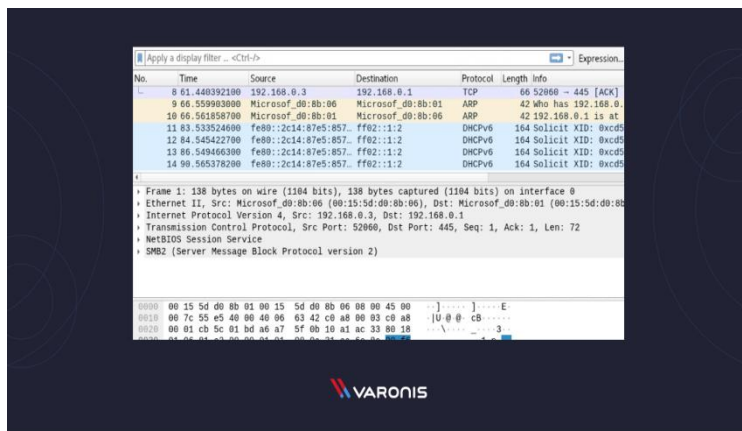 Apply a display filter ... <Ctrl-/>
Expression...
No. Time Source Destination Protocol Length Info
8 61.440392100 192.168.0.3 192.168.0.1 TCP 66 52060 → 445 [ACK]
9 66.559903000 Microsof_d0:8b:06 Microsof_d0:8b:01 ARP 42 Who has 192.168.0.
10 66.561858700 Microsof_d0:8b:01 Microsof_d0:8b:06 ARP 42 192.168.0.1 is at
11 83.533524600 fe80::2c14:87e5:857… ff02::1:2 DHCPv6 164 Solicit XID: 0xcd5
12 84.545422700 fe80::2c14:87e5:857… ff02::1:2 DHCPv6 164 Solicit XID: 0xcd5
13 86.549466300 fe80::2c14:87e5:857… ff02::1:2 DHCPv6 164 Solicit XID: 0xcd5
14 90.565378200 fe80::2c14:87e5:857… ff02::1:2 DHCPv6 164 Solicit XID: 0xcd5
Frame 1: 138 bytes on wire (1104 bits), 138 bytes captured (1104 bits) on interface 0
Ethernet II, Src: Microsof_d0:8b:06 (00:15:5d:d0:8b:06), Dst: Microsof_d0:8b:01 (00:15:5d:d0:8b
Internet Protocol Version 4, Src: 192.168.0.3, Dst: 192.168.0.1
Transmission Control Protocol, Src Port: 52060, Dst Port: 445, Seq: 1, Ack: 1, Len: 72
NetBIOS Session Service
SMB2 (Server Message Block Protocol version 2)
0000 00 15 5d d0 8b 01 00 15 5d d0 8b 06 08 00 45 00 ··]····· ]·····E·
0010 00 7c 55 e5 40 00 40 06 63 42 c0 a8 00 03 c0 a8 ·|U·@·@· cB······
0020 00 01 cb 5c 01 bd a6 a7 5f 0b 10 a1 ac 33 80 18 ···\···· _····3··
VARONIS